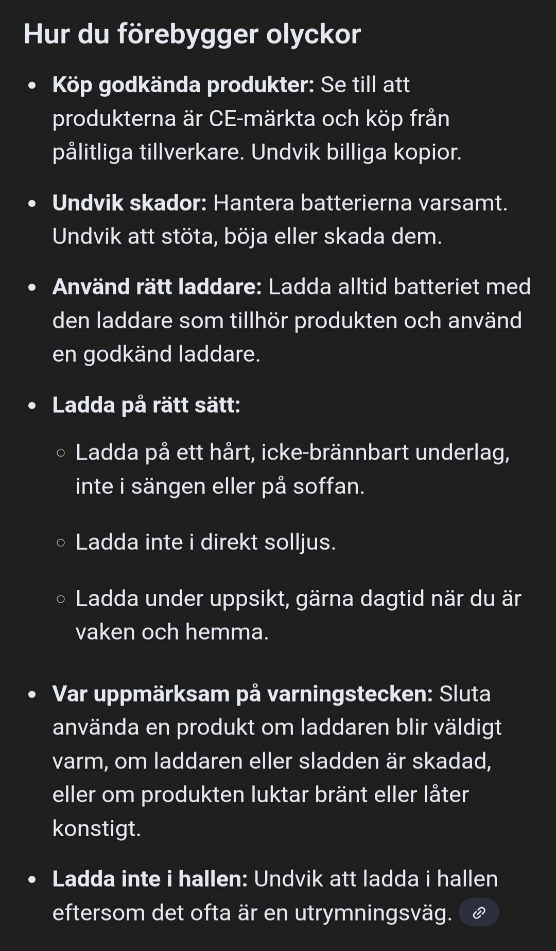 Hur du förebygger olyckor
• Köp godkända produkter: Se till att
produkterna är CE-märkta och köp från
pålitliga tillverkare. Undvik billiga kopior.
• Undvik skador: Hantera batterierna varsamt.
Undvik att stöta, böja eller skada dem.
• Använd rätt laddare: Ladda alltid batteriet med
den laddare som tillhör produkten och använd
en godkänd laddare.
• Ladda på rätt sätt:
◦ Ladda på ett hårt, icke-brännbart underlag,
inte i sängen eller på soffan.
◦ Ladda inte i direkt solljus.
◦ Ladda under uppsikt, gärna dagtid när du är
vaken och hemma.
• Var uppmärksam på varningstecken: Sluta
använda en produkt om laddaren blir väldigt
varm, om laddaren eller sladden är skadad,
eller om produkten luktar bränt eller låter
konstigt.
• Ladda inte i hallen: Undvik att ladda i hallen
eftersom det ofta är en utrymningsväg.